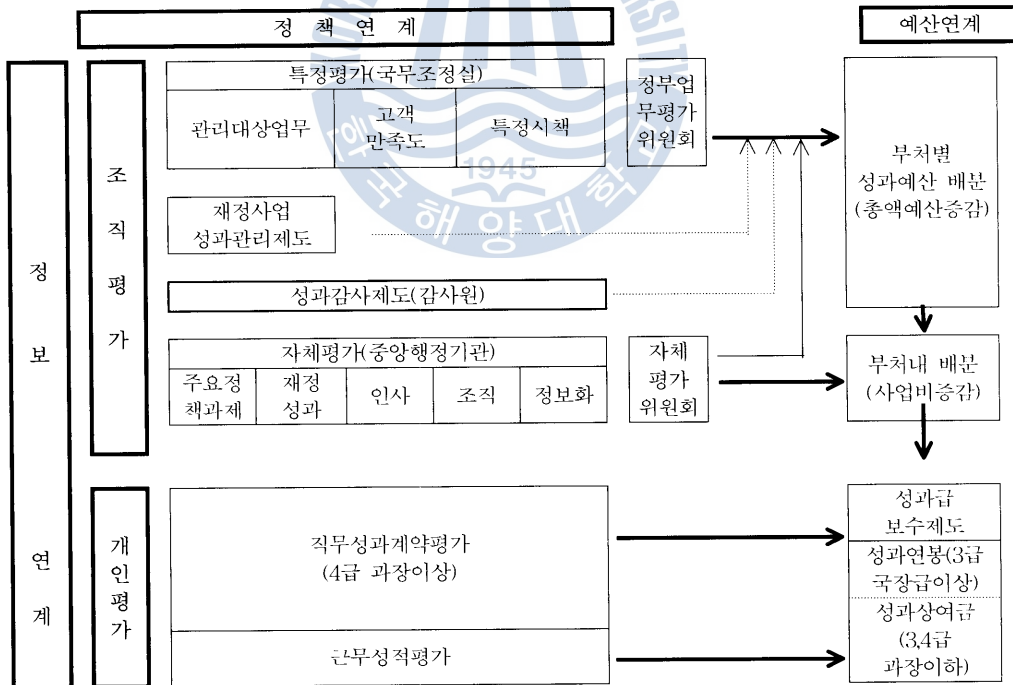 정 책 연 계
예산연계
정 보 연 계
조 직 평 가
특정평가(국무조정실)
관리대상업무
고객
만족도
특정시책
정부업
무평가
위원회
부처별
성과예산 배분
(총액예산증감)
재정사업
성과관리제도
성과감사제도(감사원)
자체평가(중앙행정기관)
주요정
책과제
재정
성과
인사
조직
정보화
자체
평가
위원회
부처내 배분
(사업비증감)
개인평가
직무성과계약평가
(4급 과장이상)
근무성적평가
성과급
보수제도
성과연봉(3급
국장급이상)
성과상여금
(3,4급
과장이하)
1945
한국해양대학교